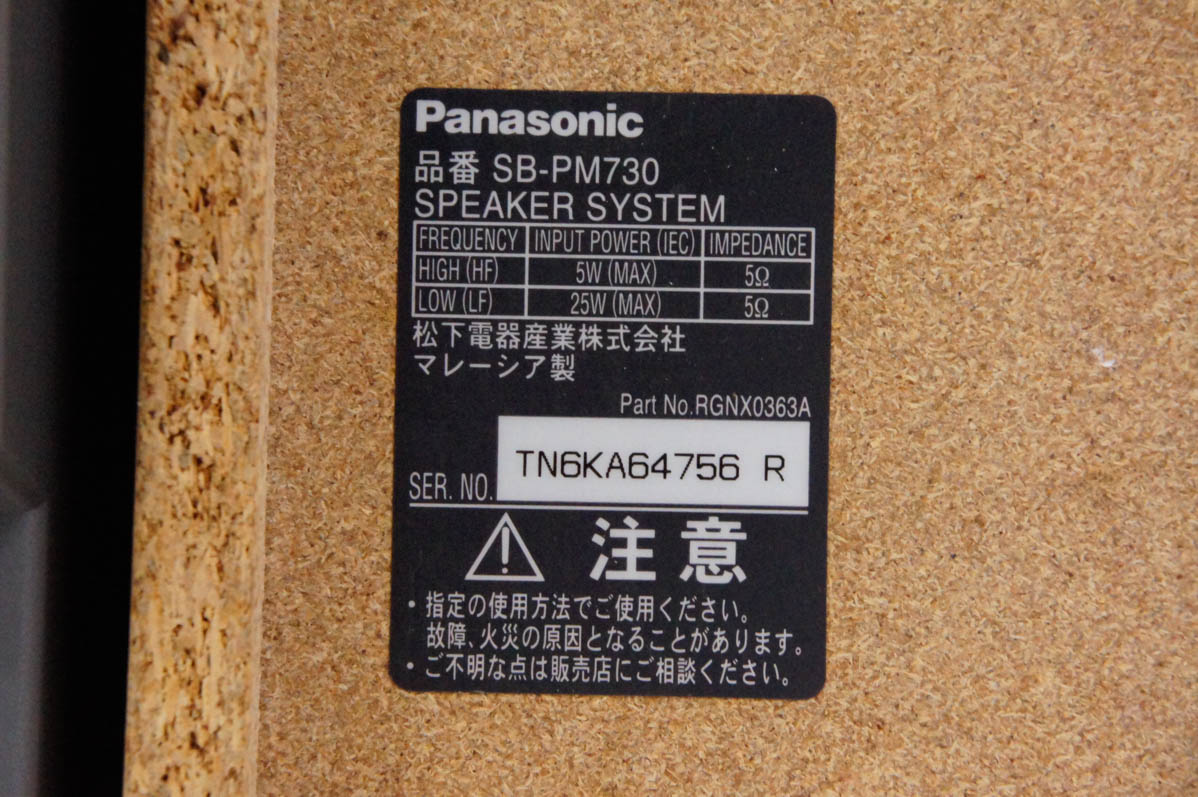 Panasonic
品番 SB-PM730
SPEAKER SYSTEM
FREQUENCY INPUT POWER (IEC) IMPEDANCE
HIGH (HF) 5W (MAX) 5Ω
LOW (LF) 25W (MAX) 5Ω
松下電器産業株式会社
マレーシア製
Part No.RGNX0363A
SER. NO. TN6KA64756 R
注意
・指定の使用方法でご使用ください。
故障、火災の原因となることがあります。
・ご不明な点は販売店にご相談ください。